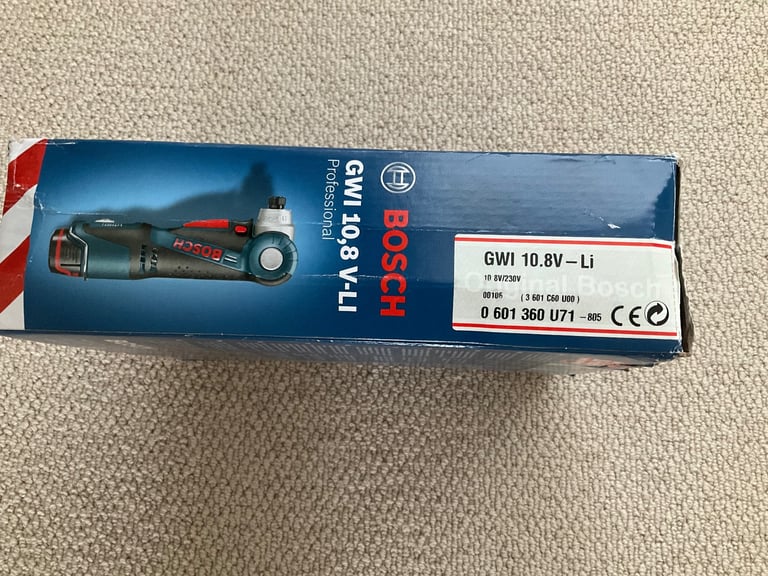 BOSCH
GWI 10,8 V-LI
Professional
BOSCH
GWI 10.8V – Li
10.8V/230V
00106 ( 3 601 C60 U00 )
0 601 360 U71 – 805
CE
Original Bosch